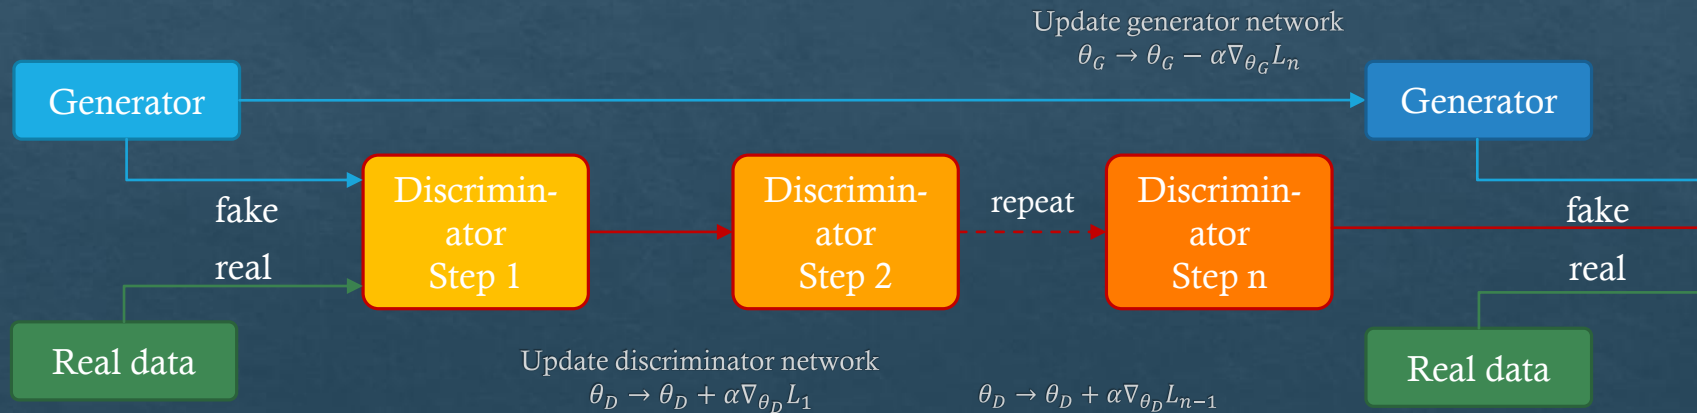 Update generator network
θ_G → θ_G − α∇_{θ_G} L_n
Generator
Generator
Discrimin-
ator
Step 1
Discrimin-
ator
Step 2
repeat
Discrimin-
ator
Step n
fake
real
fake
real
Real data
Real data
Update discriminator network
θ_D → θ_D + α∇_{θ_D} L_1
θ_D → θ_D + α∇_{θ_D} L_{n−1}